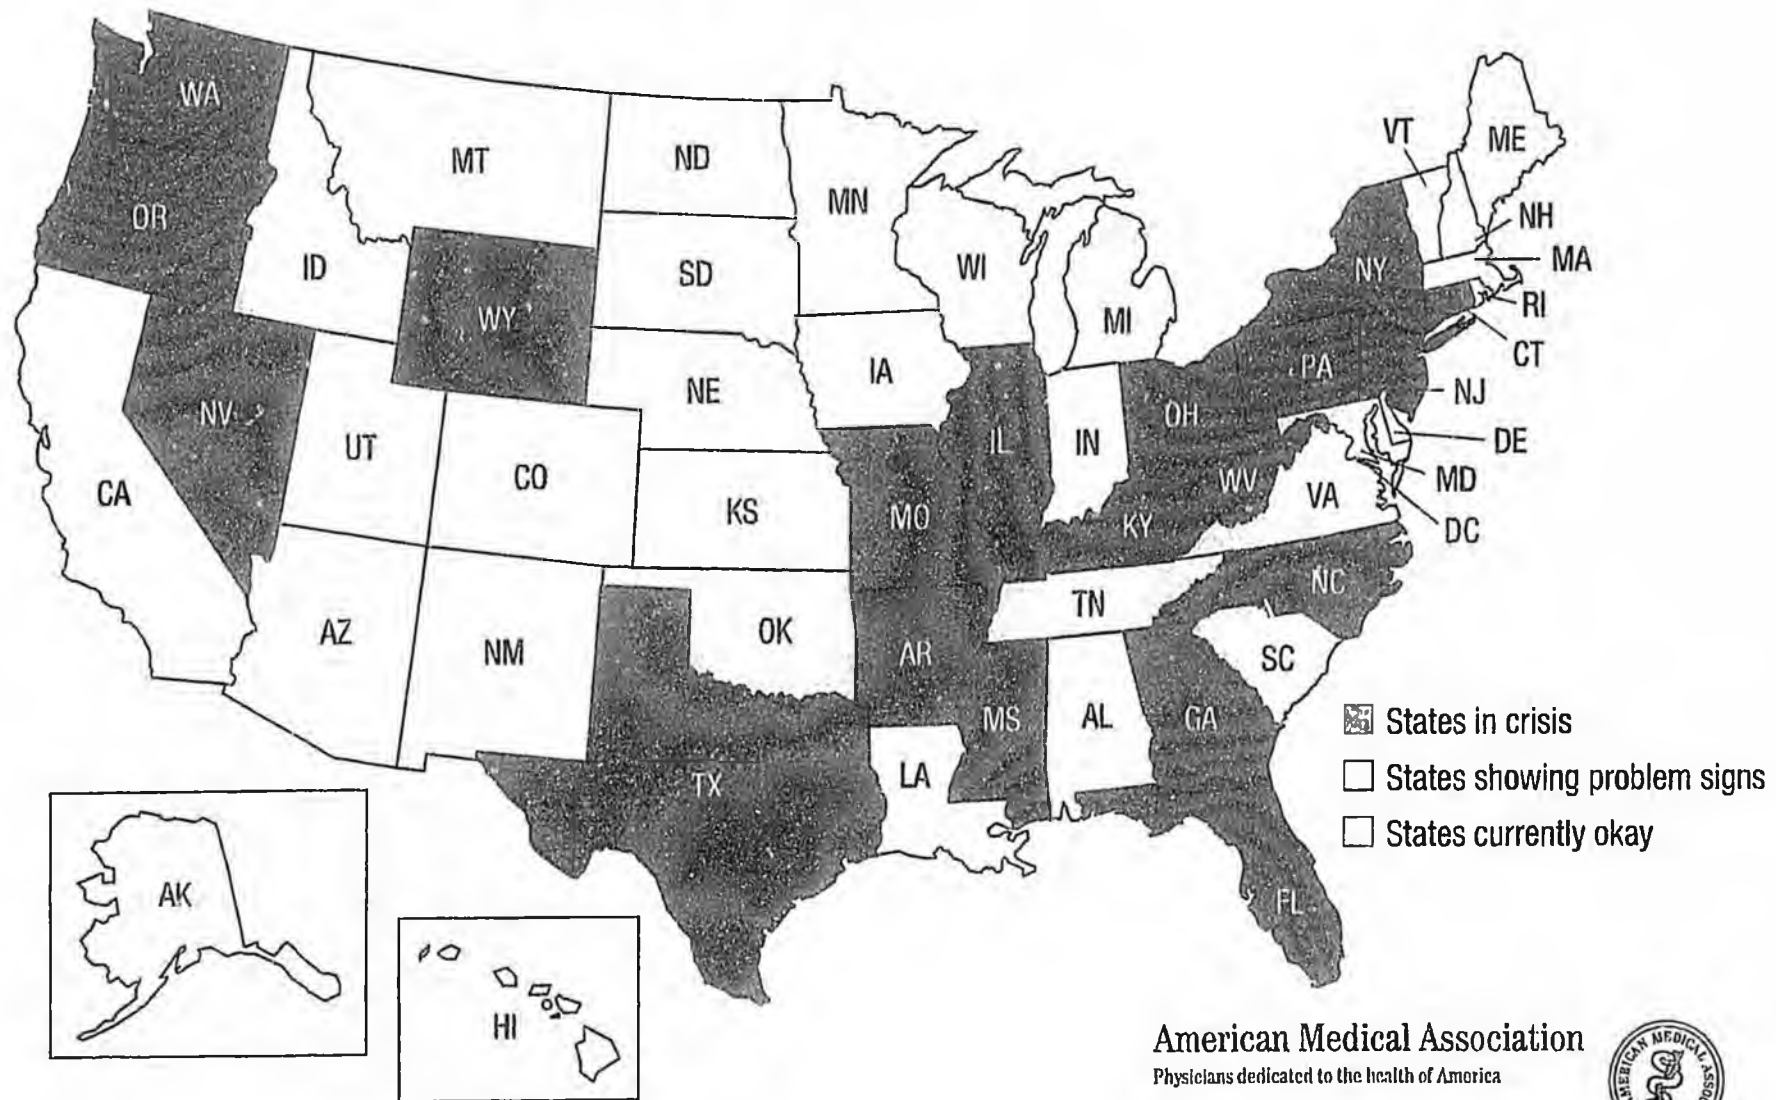 WA
MT
ND
MN
VT
ME
OR
ID
WY
SD
WI
MI
NY
NH
MA
RI
CT
NV
UT
CO
NE
IA
IL
IN
OH
PA
NJ
DE
MD
DC
CA
KS
MO
KY
WV
VA
AZ
NM
OK
AR
TN
NC
SC
TX
LA
MS
AL
GA
FL
AK
HI
States in crisis
States showing problem signs
States currently okay
American Medical Association
Physicians dedicated to the health of America
AMERICAN MEDICAL ASSO